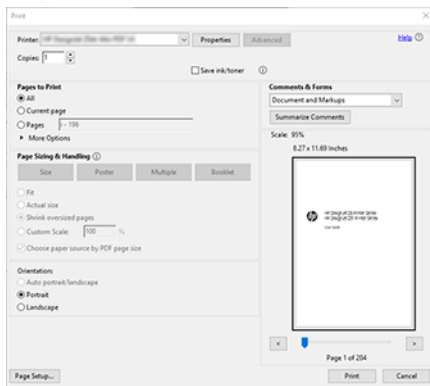 Print
Printer:
Properties
Advanced
Help
Copies: 1
Save ink/toner
Pages to Print
All
Current page
Pages 1 - 196
More Options
Page Sizing & Handling
Size
Poster
Multiple
Booklet
Fit
Actual size
Shrink oversized pages
Custom Scale: 100 %
Choose paper source by PDF page size
Orientation:
Auto portrait/landscape
Portrait
Landscape
Comments & Forms
Document and Markups
Summarize Comments
Scale: 95%
8.27 x 11.69 Inches
hp
< >
Page 1 of 204
Page Setup...
Print
Cancel